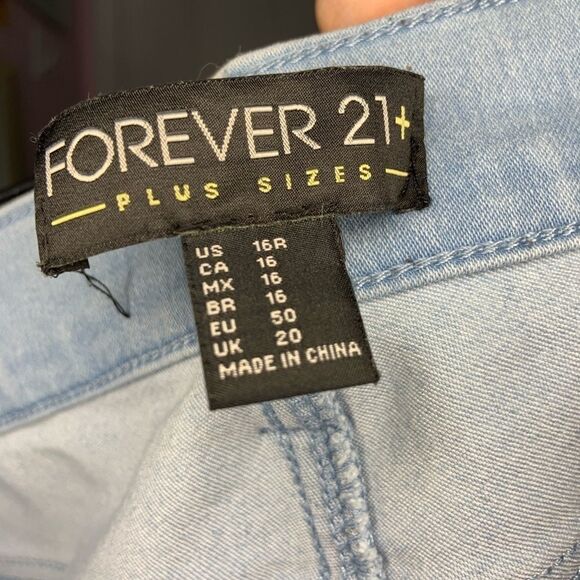 FOREVER 21+
PLUS SIZES
US 16R
CA 16
MX 16
BR 16
EU 50
UK 20
MADE IN CHINA